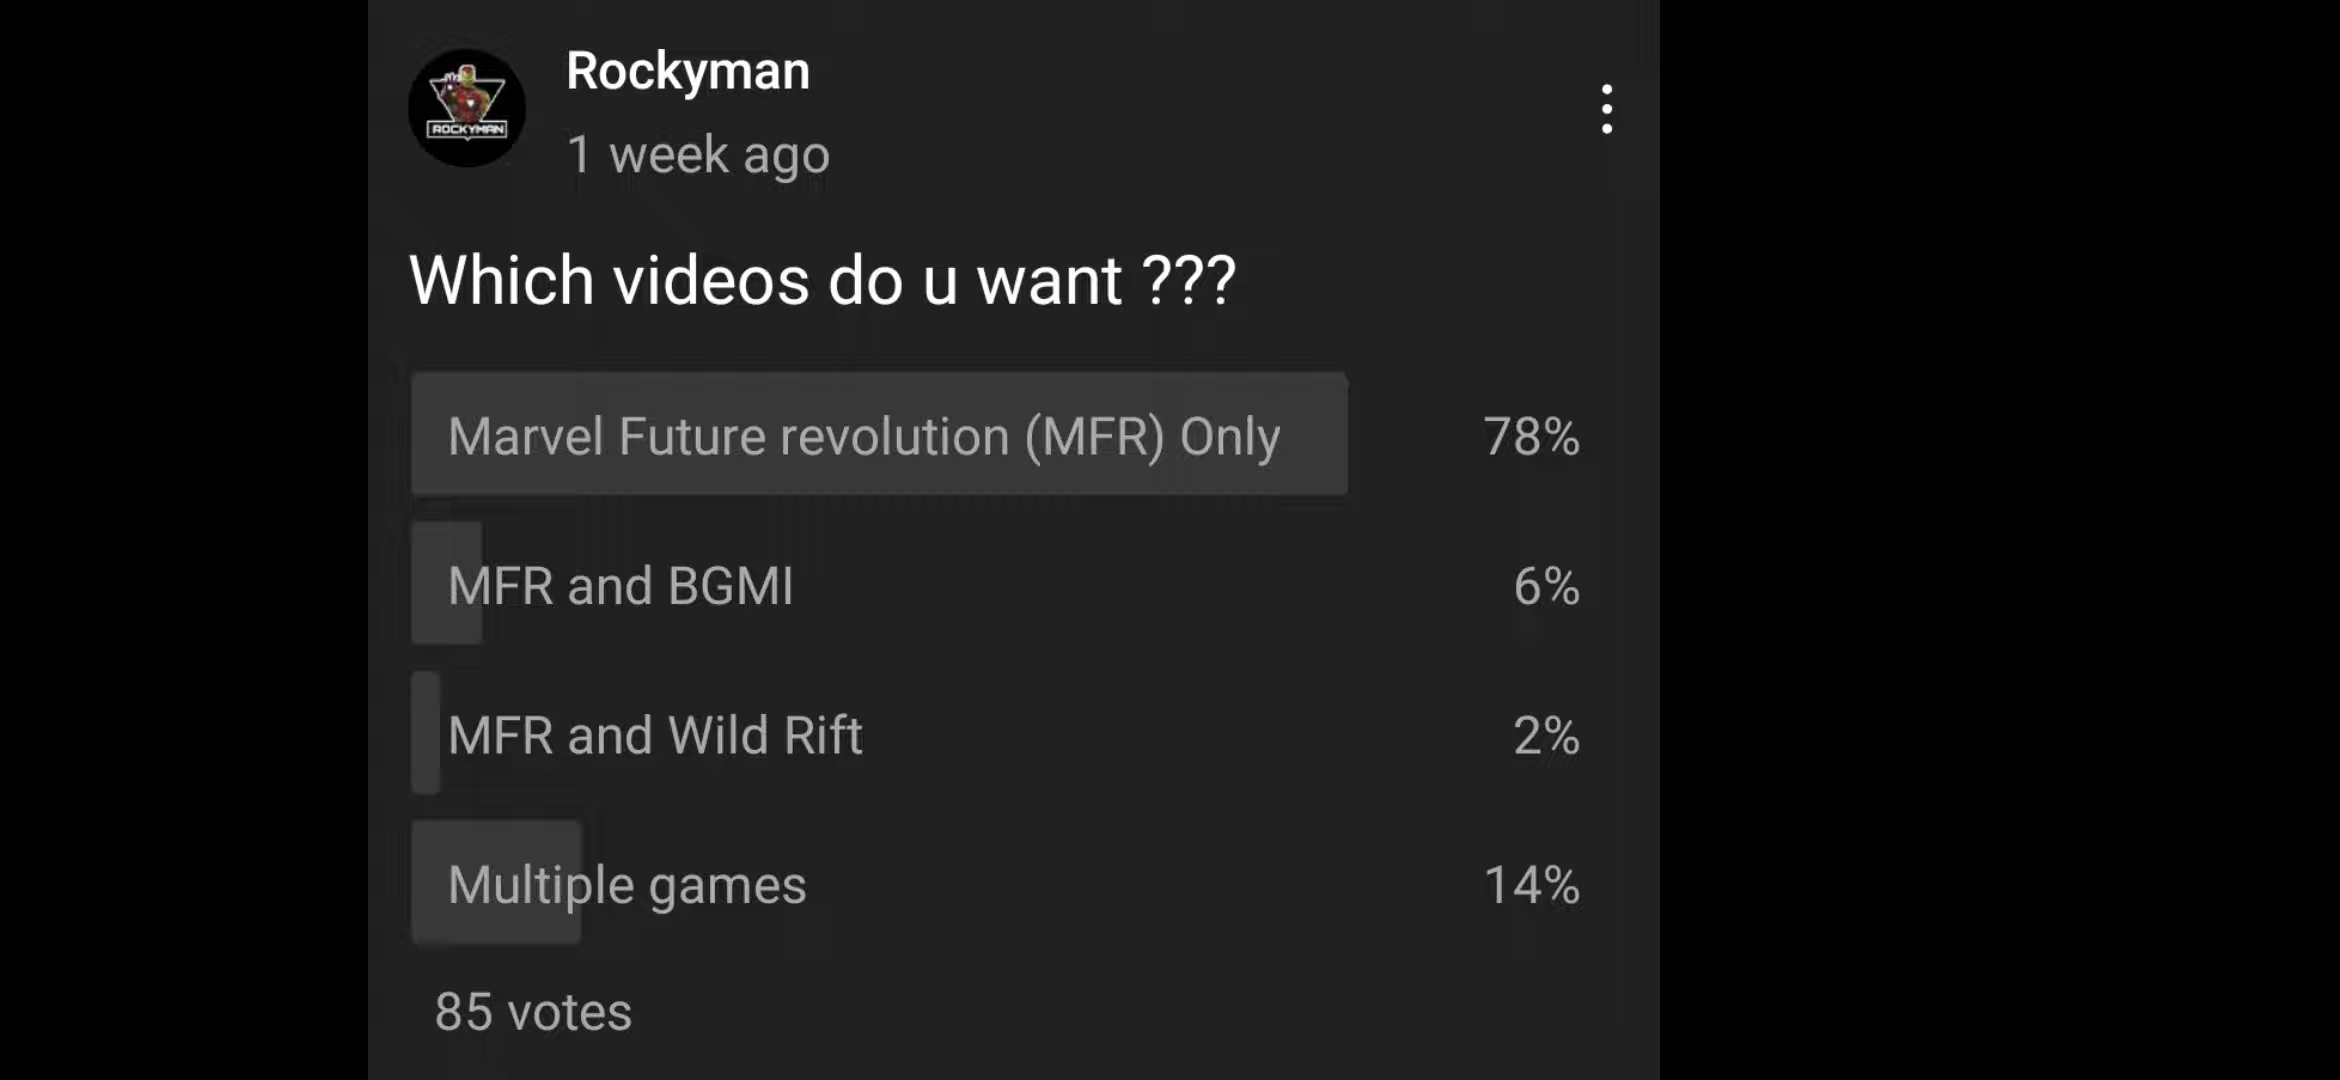 ROCKYMAN
Rockyman
1 week ago
Which videos do u want ???
Marvel Future revolution (MFR) Only 78%
MFR and BGMI 6%
MFR and Wild Rift 2%
Multiple games 14%
85 votes